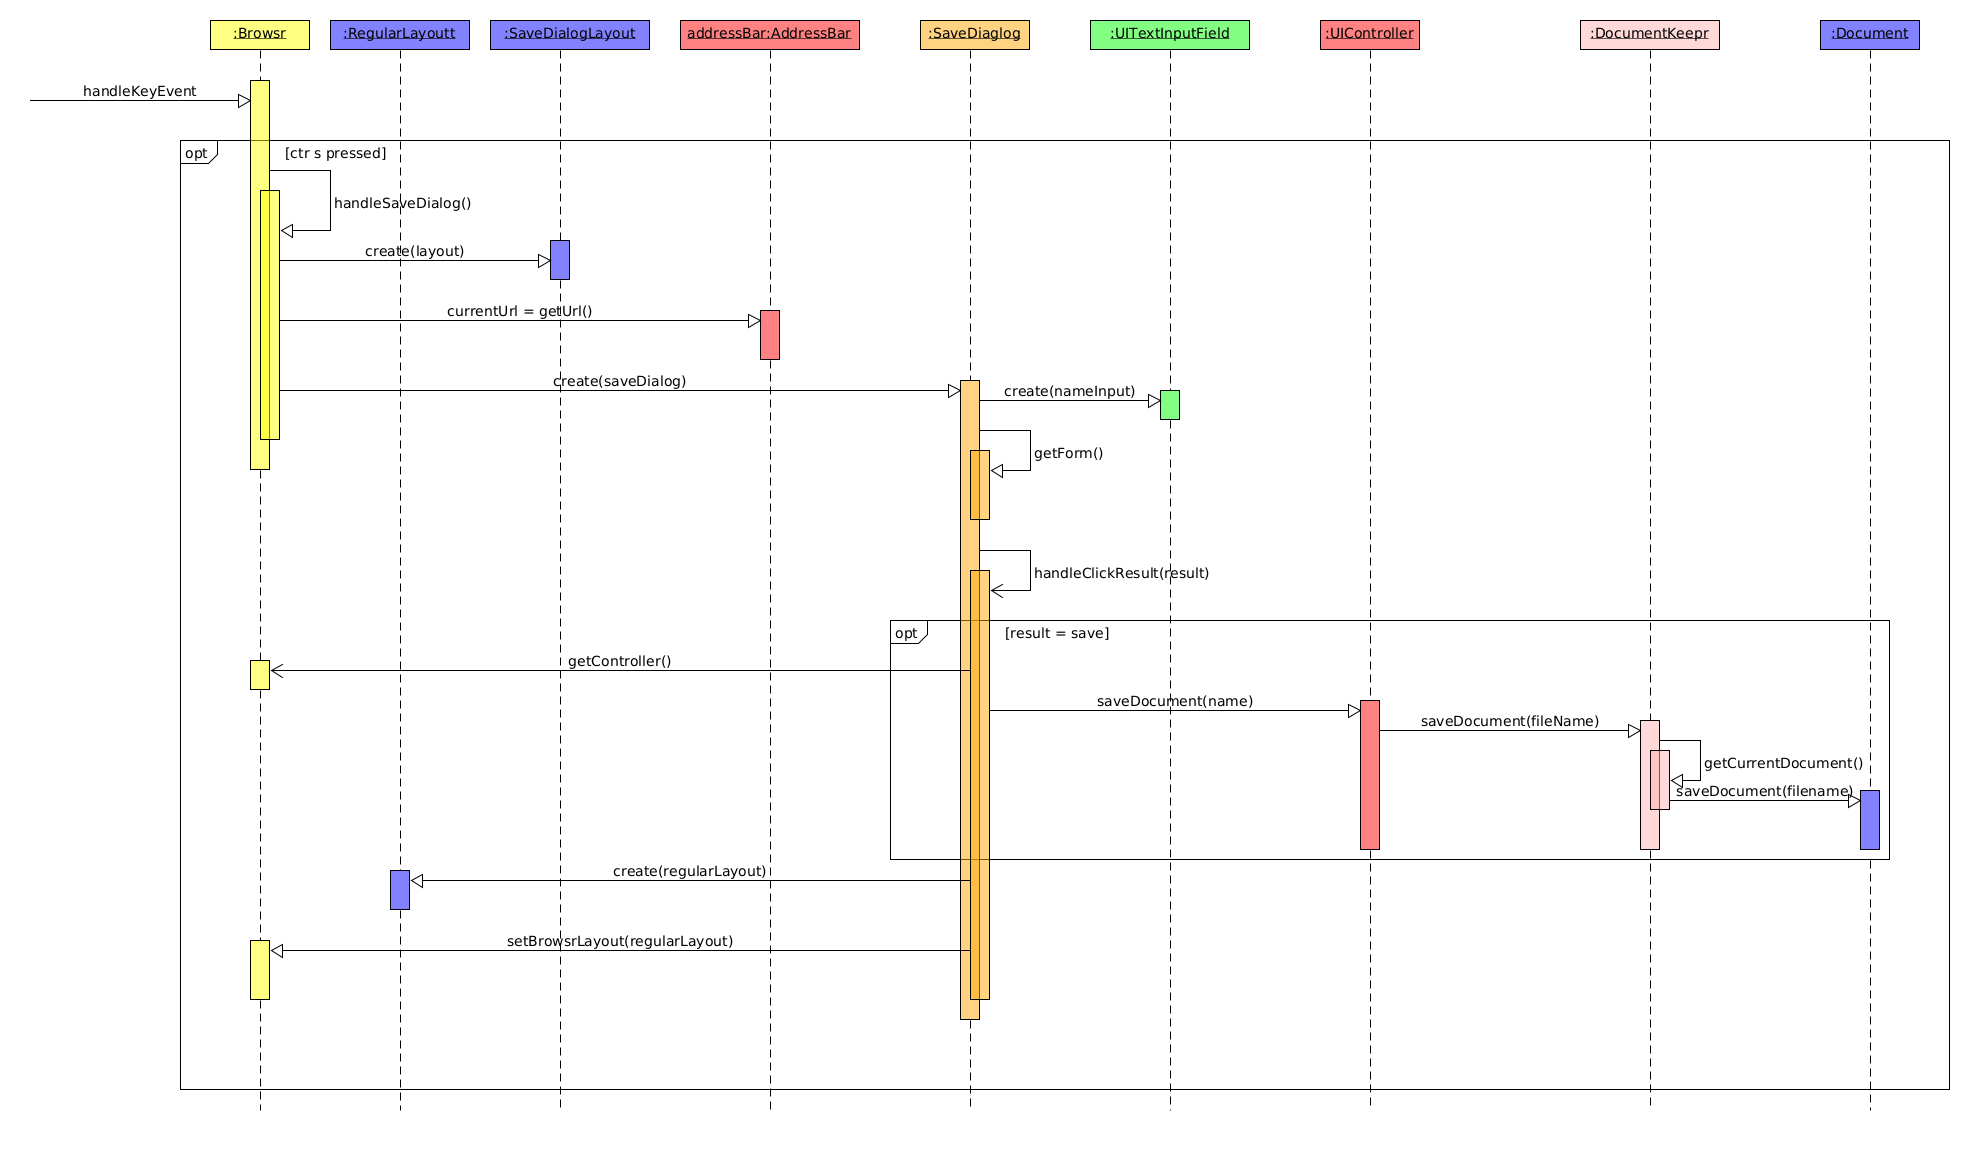 :Browsr
:RegularLayoutt
:SaveDialogLayout
addressBar:AddressBar
:SaveDiaglog
:UITextInputField
:UIController
:DocumentKeepr
:Document
handleKeyEvent
opt
[ctr s pressed]
handleSaveDialog()
create(layout)
currentUrl = getUrl()
create(saveDialog)
create(nameInput)
getForm()
handleClickResult(result)
opt
[result = save]
getController()
saveDocument(name)
saveDocument(fileName)
getCurrentDocument()
saveDocument(filename)
create(regularLayout)
setBrowsrLayout(regularLayout)